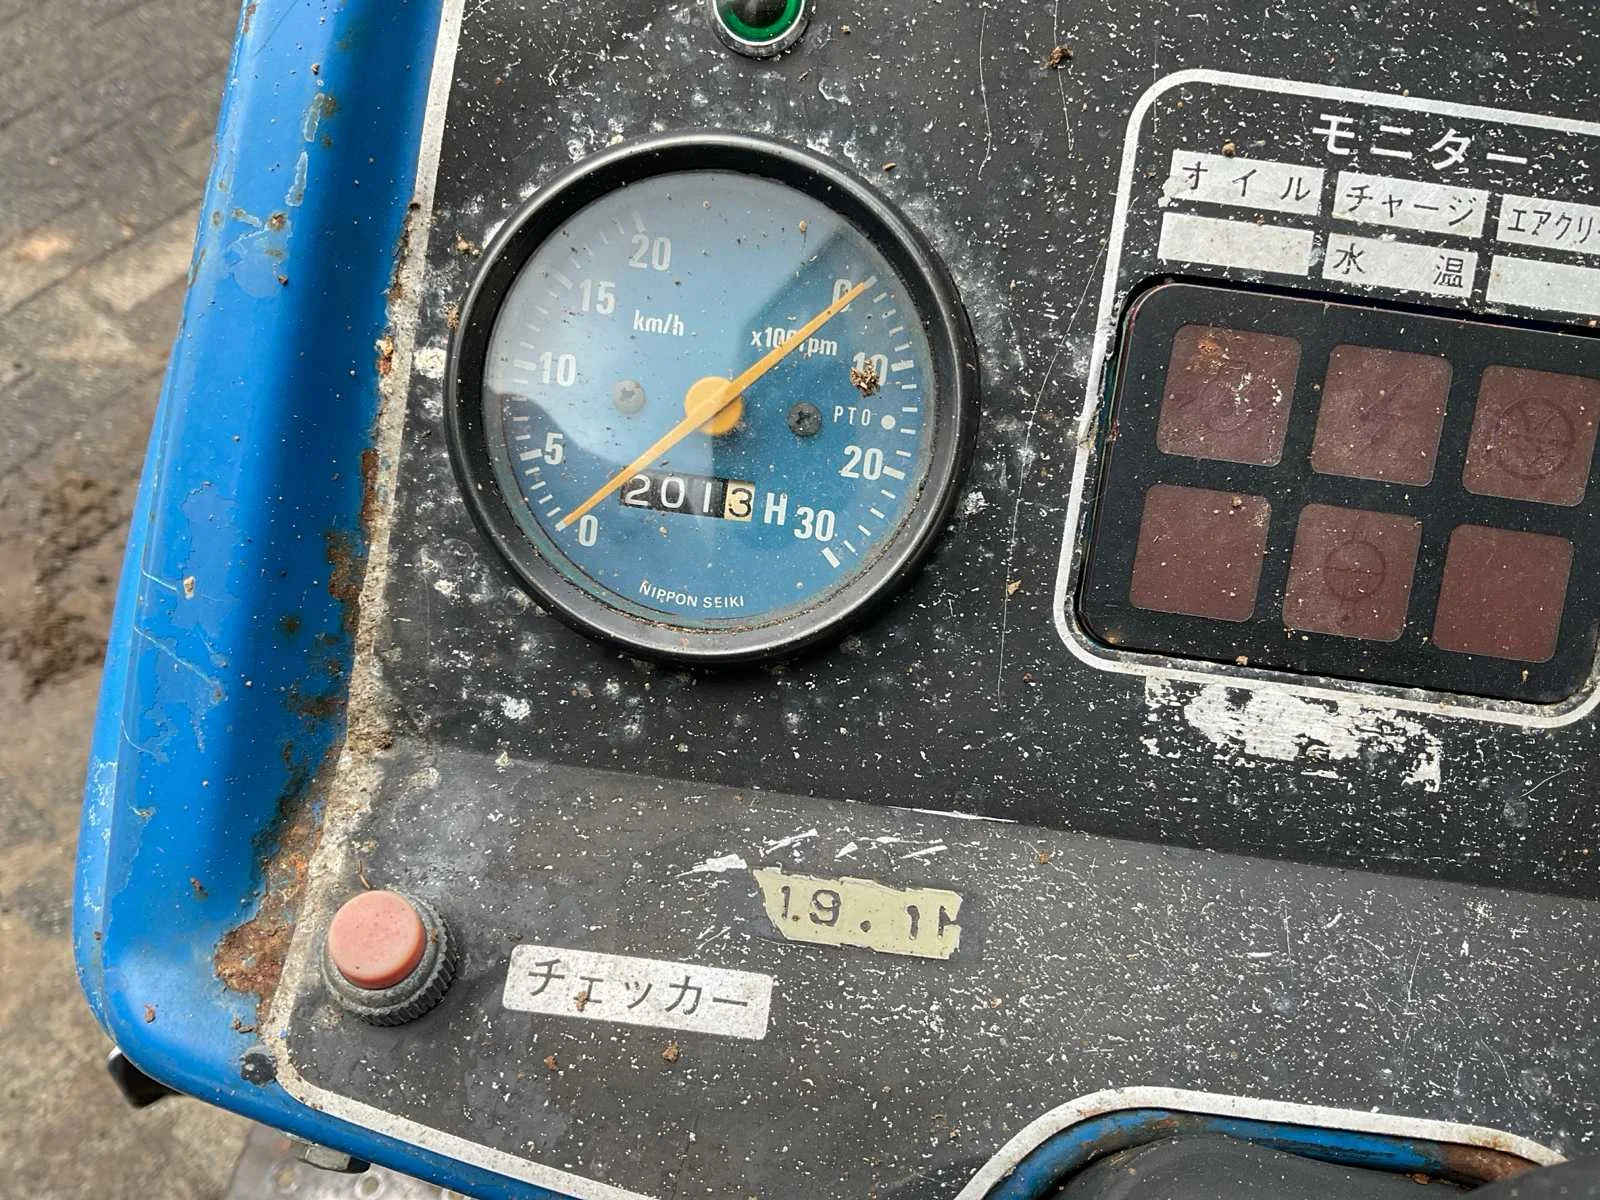 モニター
オイル チャージ エアクリ
水温
20
15
km/h
10
5
0
0
x100rpm
10
PTO
20
30
2013 H
NIPPON SEIKI
19.1
チェッカー